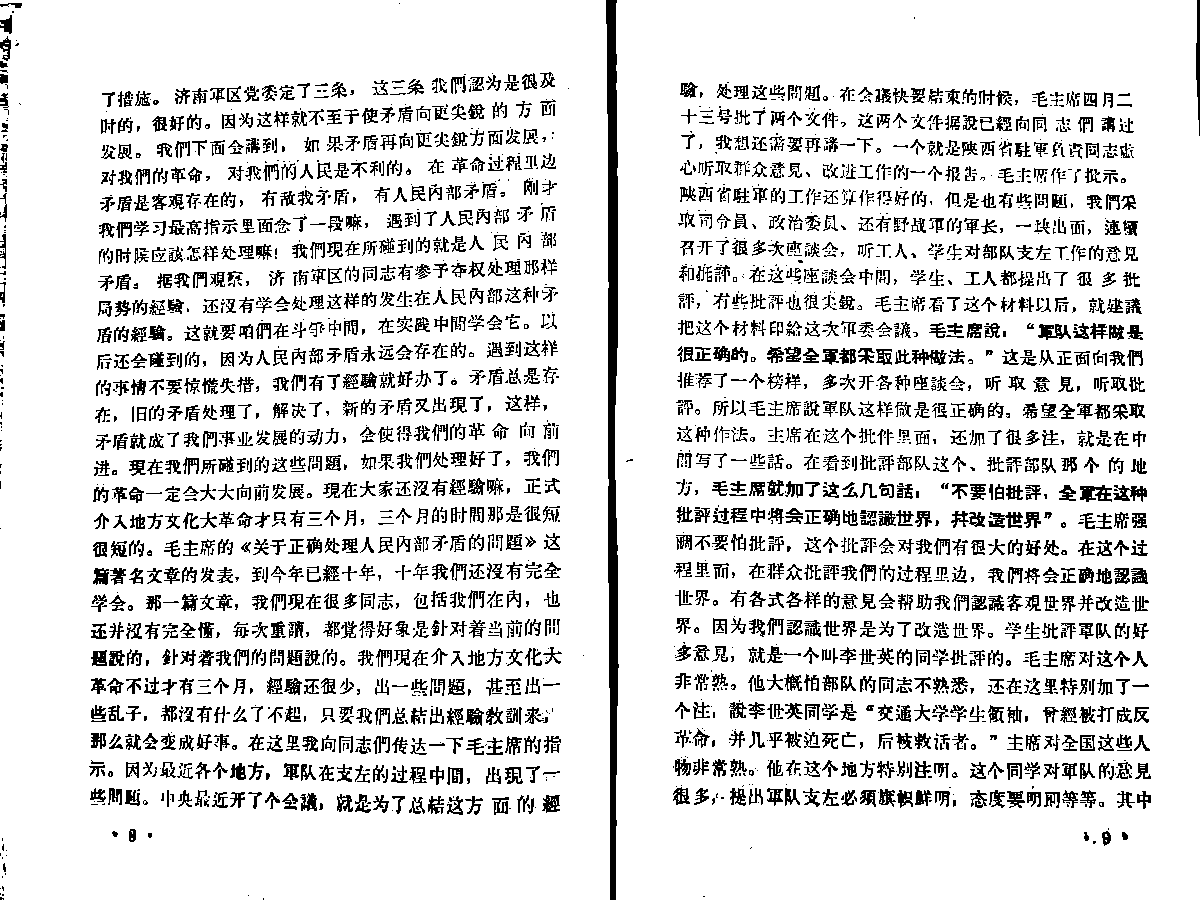 了措施。济南軍区党委定了三条，这三条我們認为是很及
时的，很好的。因为这样就不至于使矛盾向更尖銳的方面
发展。我們下面会講到，如果矛盾再向更尖銳方面发展，
对我們的革命，对我們的人民是不利的。在革命过程里边
矛盾是客观存在的，有敌我矛盾，有人民內部矛盾。刚才
我們学习最高指示里面念了一段嘛，遇到了人民內部矛盾
的时候应該怎样处理嘛！我們現在所碰到的就是人民內部
矛盾。据我們观察，济南軍区的同志有参予夺权处理那样
局势的經驗，还沒有学会处理这样的发生在人民內部这种矛
盾的經驗。这就要咱們在斗爭中間，在实践中間学会它。以
后还会碰到的，因为人民內部矛盾永远会存在的。遇到这样
的事情不要惊慌失措，我們有了經驗就好办了。矛盾总是存
在，旧的矛盾处理了，解决了，新的矛盾又出現了，这样，
矛盾就成了我們事业发展的动力，会使得我們的革命向前
进。現在我們所碰到的这些問題，如果我們处理好了，我們
的革命一定会大大向前发展。現在大家还沒有經驗嘛，正式
介入地方文化大革命才只有三个月，三个月的时間那是很短
很短的。毛主席的《关于正确处理人民內部矛盾的問題》这
篇著名文章的发表，到今年已經十年，十年我們还沒有完全
学会。那一篇文章，我們現在很多同志，包括我們在內，也
还并沒有完全懂，每次重讀，都覚得好象是針对着当前的問
題說的，針对着我們的問題說的。我們現在介入地方文化大
革命不过才有三个月，經驗还很少，出一些問題，甚至出一
些乱子，都沒有什么了不起，只要我們总結出經驗教訓来，
那么就会变成好事。在这里我向同志們传达一下毛主席的指
示。因为最近各个地方，軍队在支左的过程中間，出現了一
些問題。中央最近开了个会議，就是为了总結这方面的經
·8·
驗，处理这些問題。在会議快要結束的时候，毛主席四月二
十三号批了两个文件。这两个文件据說已經向同志們講过
了，我想还需要再講一下。一个就是陝西省駐軍負責同志虛
心听取群众意見、改进工作的一个报告。毛主席作了批示。
陝西省駐軍的工作还算作得好的，但是也有些問題，我們采
取司令員、政治委員、还有野战軍的軍长，一块出面，連續
召开了很多次座談会，听工人、学生对部队支左工作的意見
和批評。在这些座談会中間，学生、工人都提出了很多批
評，有些批評也很尖銳。毛主席看了这个材料以后，就建議
把这个材料印給这次軍委会議。毛主席說，“軍队这样做是
很正确的。希望全軍都采取此种做法。”这是从正面向我們
推荐了一个榜样，多次开各种座談会，听取意見，听取批
評。所以毛主席說軍队这样做是很正确的。希望全軍都采取
这种作法。主席在这个批件里面，还加了很多注，就是在中
間写了一些話。在看到批評部队这个、批評部队那个的地
方，毛主席就加了这么几句話，“不要怕批評，全軍在这种
批評过程中将会正确地認識世界，幷改造世界”。毛主席强
調不要怕批評，这个批評会对我們有很大的好处。在这个过
程里面，在群众批評我們的过程里边，我們将会正确地認識
世界。有各式各样的意見会帮助我們認識客观世界并改造世
界。因为我們認識世界是为了改造世界。学生批評軍队的好
多意見，就是一个叫李世英的同学批評的。毛主席对这个人
非常熟。他大概怕部队的同志不熟悉，还在这里特別加了一
个注，說李世英同学是“交通大学学生領袖，曾經被打成反
革命，并几乎被迫死亡，后被救活者。”主席对全国这些人
物非常熟。他在这个地方特別注明。这个同学对軍队的意見
很多，提出軍队支左必須旗幟鮮明，态度要明朗等等。其中
·9·